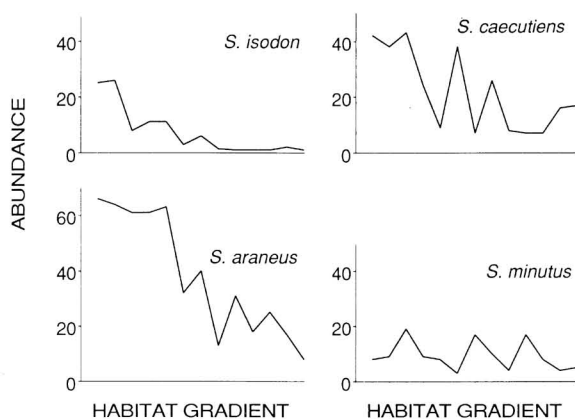 ABUNDANCE
S. isodon
40
20
0
S. caecutiens
40
20
0
S. araneus
60
40
20
0
HABITAT GRADIENT
S. minutus
40
20
0
HABITAT GRADIENT